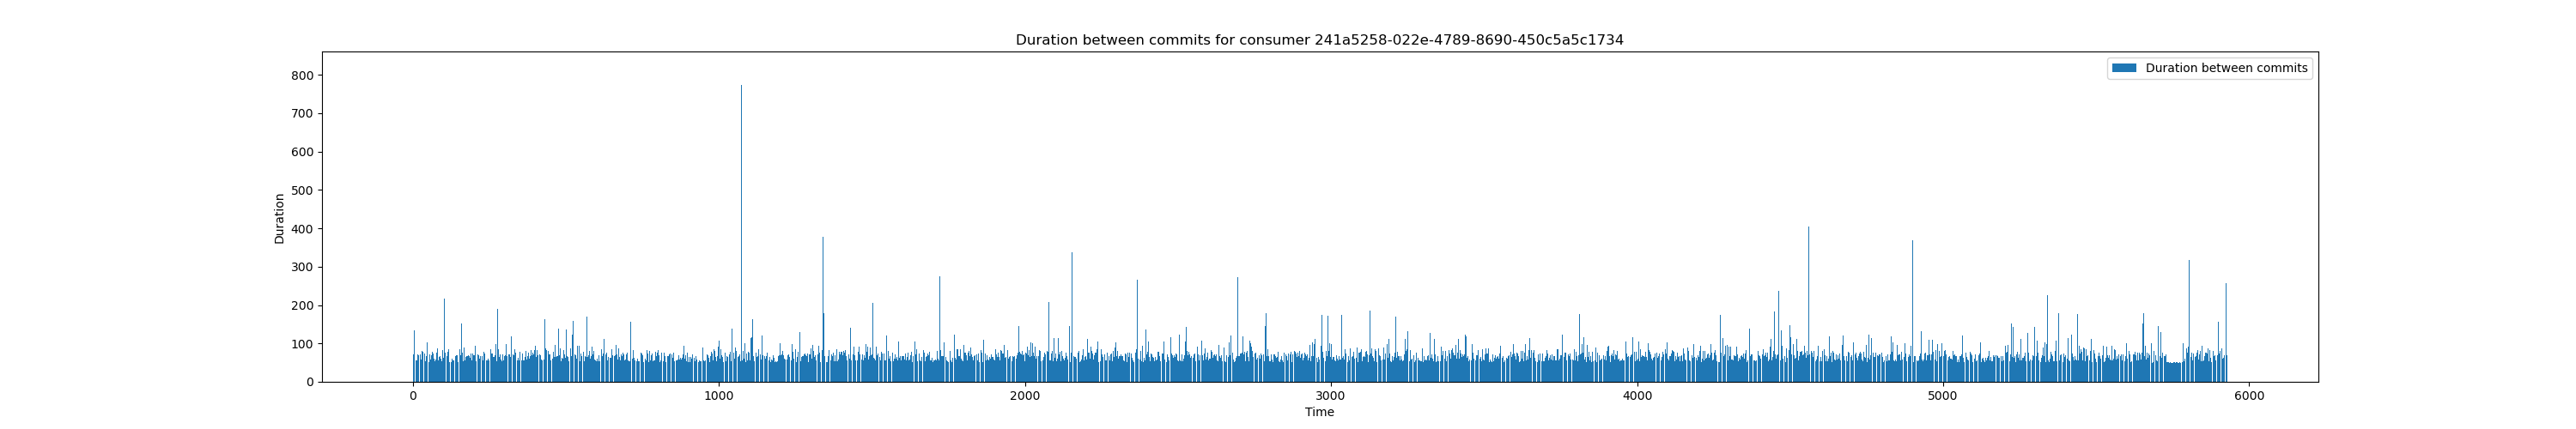 Duration between commits for consumer 241a5258-022e-4789-8690-450c5a5c1734
Duration between commits
800
700
600
500
400
300
200
100
0
Duration
0 1000 2000 3000 4000 5000 6000
Time